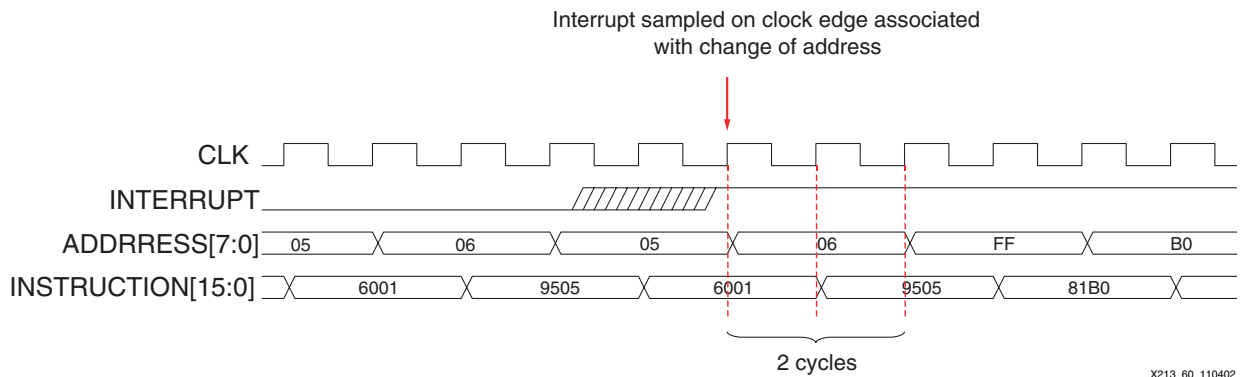 Interrupt sampled on clock edge associated
with change of address
CLK
INTERRUPT
ADDRRESS[7:0] 05 06 05 06 FF B0
INSTRUCTION[15:0] 6001 9505 6001 9505 81B0
2 cycles
X213_60_110402